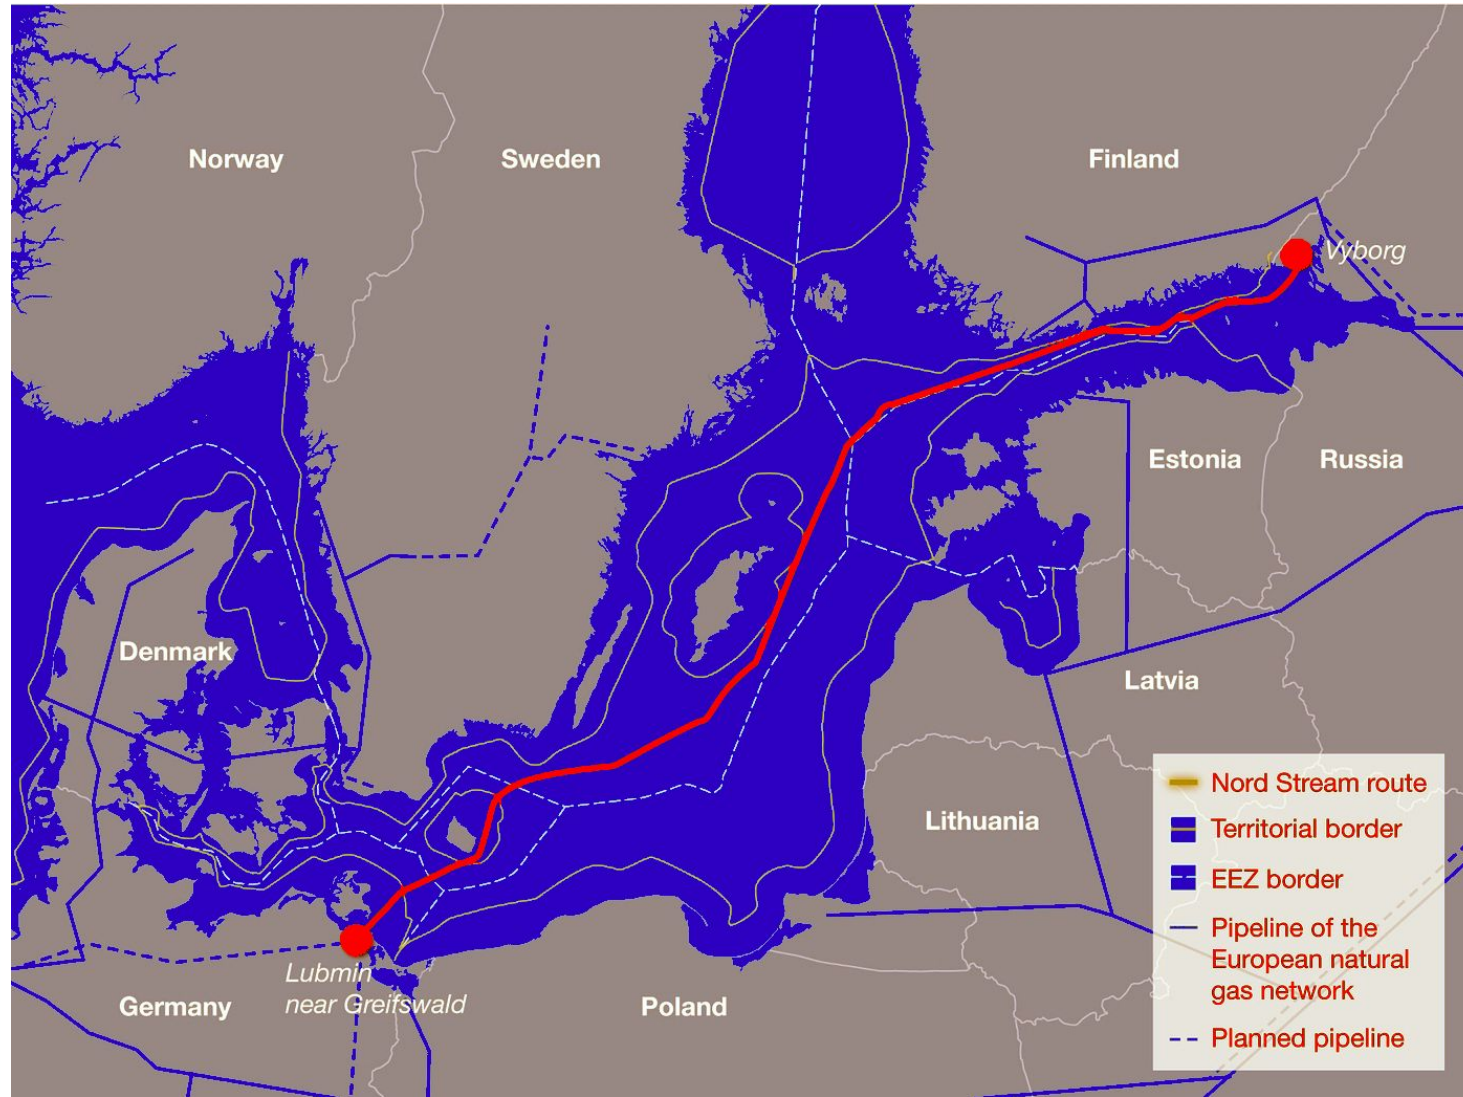 Norway
Sweden
Finland
Vyborg
Estonia
Russia
Denmark
Latvia
Lithuania
Lubmin
near Greifswald
Germany
Poland
Nord Stream route
Territorial border
EEZ border
Pipeline of the
European natural
gas network
Planned pipeline